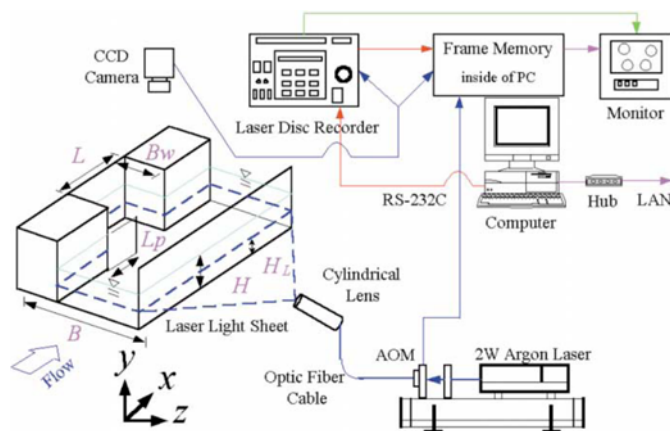 CCD
Camera
Frame Memory
inside of PC
Laser Disc Recorder
Monitor
RS-232C
Computer
Hub
LAN
L
Bw
Lp
H
HL
B
Laser Light Sheet
Cylindrical
Lens
Flow
y
x
z
Optic Fiber
Cable
AOM
2W Argon Laser